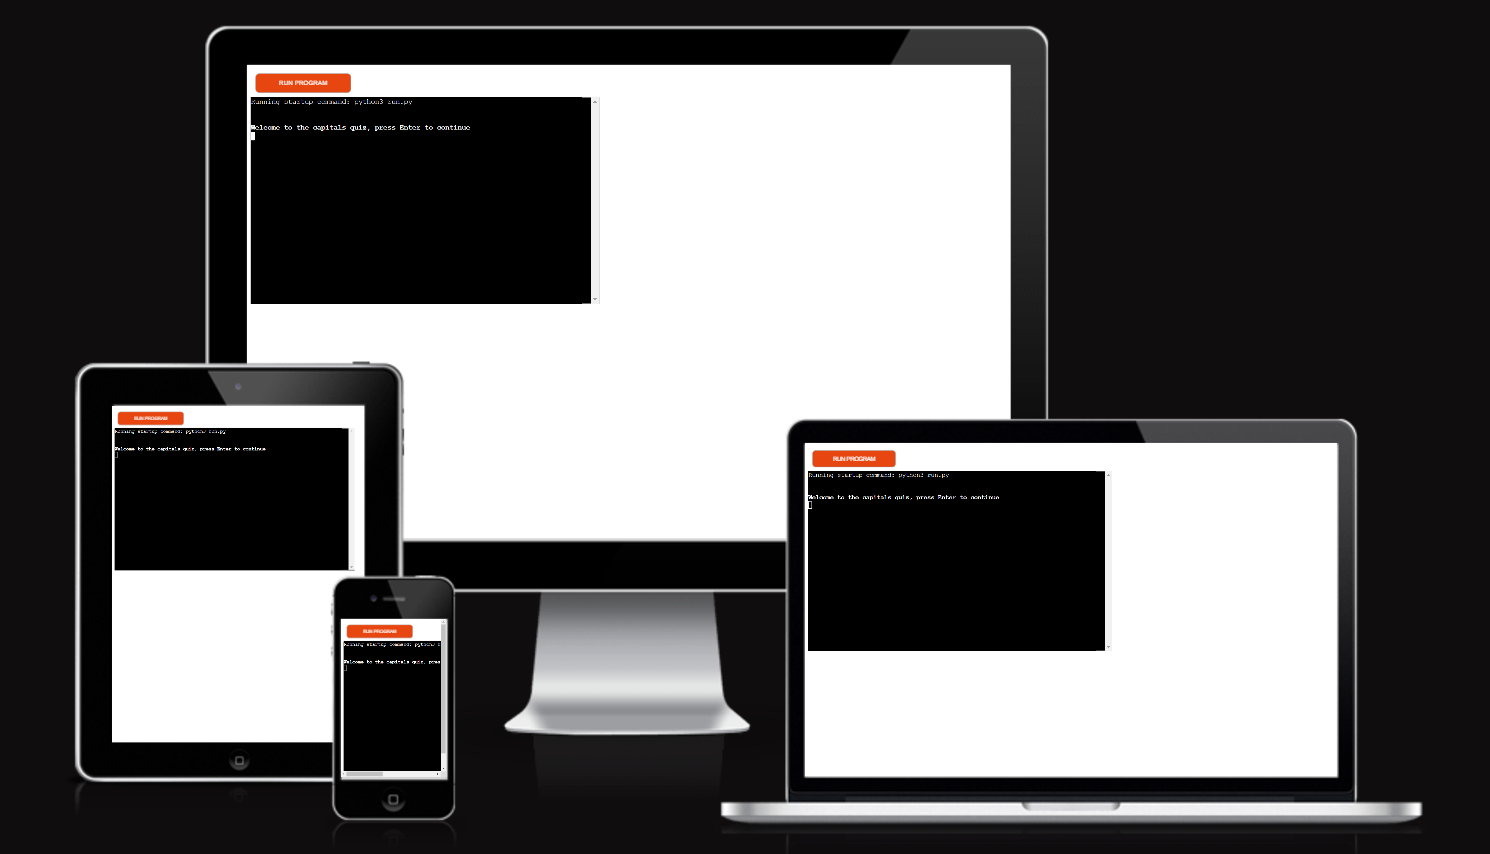 RUN PROGRAM
Running startup command: python3 run.py
Welcome to the capitals quiz, press Enter to continue
RUN PROGRAM
Running startup command: python3 run.py
Welcome to the capitals quiz, press Enter to continue
RUN PROGRAM
Running startup command: python3 r
Welcome to the capitals quiz, pres
RUN PROGRAM
Running startup command: python3 run.py
Welcome to the capitals quiz, press Enter to continue